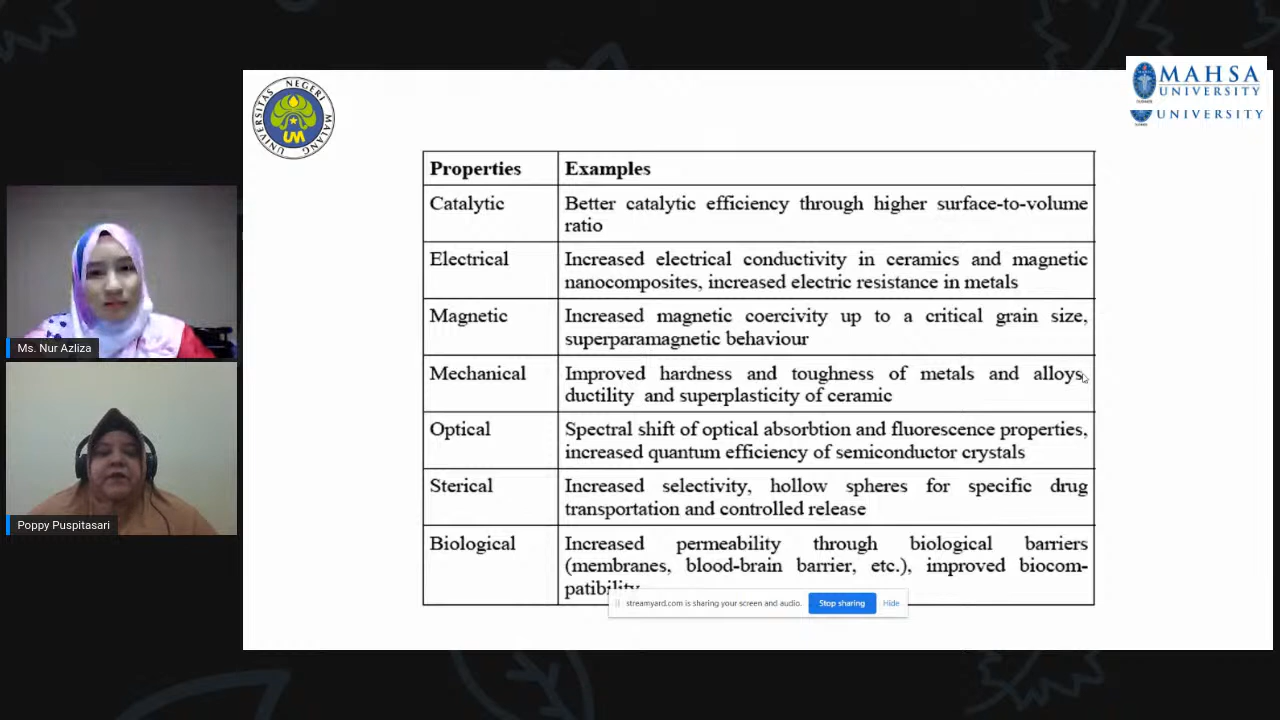 UNIVERSITAS NEGERI MALANG
UM
MAHSA
UNIVERSITY
UNIVERSITY
Properties Examples
Catalytic Better catalytic efficiency through higher surface-to-volume
ratio
Electrical Increased electrical conductivity in ceramics and magnetic
nanocomposites, increased electric resistance in metals
Magnetic Increased magnetic coercivity up to a critical grain size,
superparamagnetic behaviour
Mechanical Improved hardness and toughness of metals and alloys,
ductility and superplasticity of ceramic
Optical Spectral shift of optical absorbtion and fluorescence properties,
increased quantum efficiency of semiconductor crystals
Sterical Increased selectivity, hollow spheres for specific drug
transportation and controlled release
Biological Increased permeability through biological barriers
(membranes, blood-brain barrier, etc.), improved biocom-
patibility
streamyard.com is sharing your screen and audio. Stop sharing Hide
Ms. Nur Azliza
Poppy Puspitasari